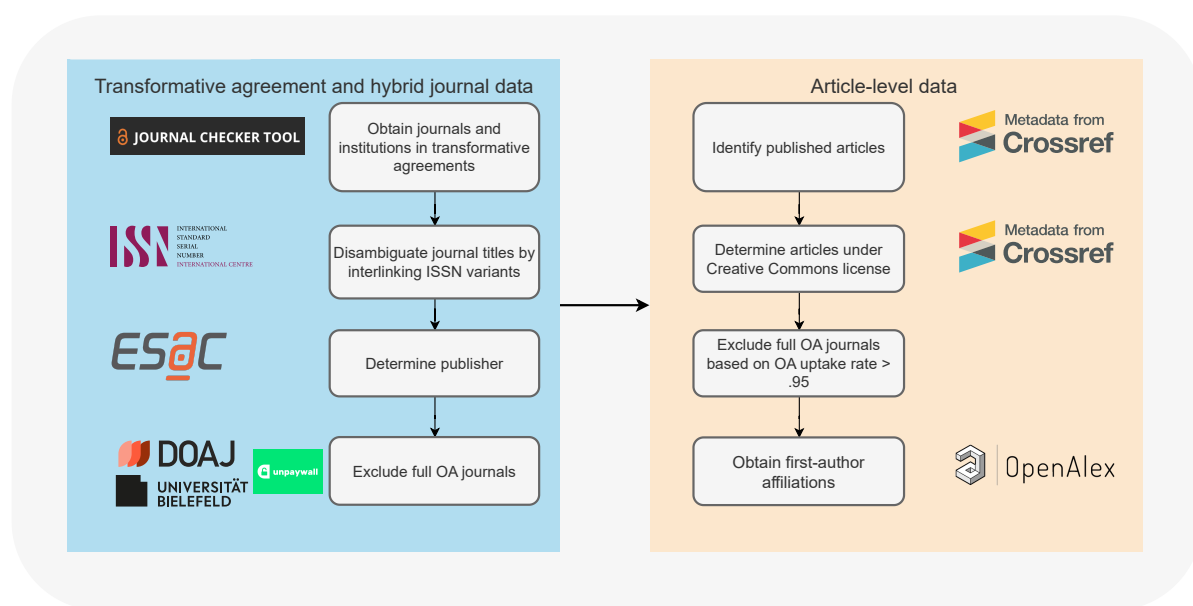 Transformative agreement and hybrid journal data
JOURNAL CHECKER TOOL
Obtain journals and
institutions in transformative
agreements
ISSN
INTERNATIONAL
STANDARD
SERIAL
NUMBER
INTERNATIONAL CENTRE
Disambiguate journal titles by
interlinking ISSN variants
ESAC
Determine publisher
DOAJ
UNIVERSITÄT
BIELEFELD
unpaywall
Exclude full OA journals
Article-level data
Identify published articles
Metadata from
Crossref
Determine articles under
Creative Commons license
Metadata from
Crossref
Exclude full OA journals
based on OA uptake rate >
.95
Obtain first-author
affiliations
OpenAlex